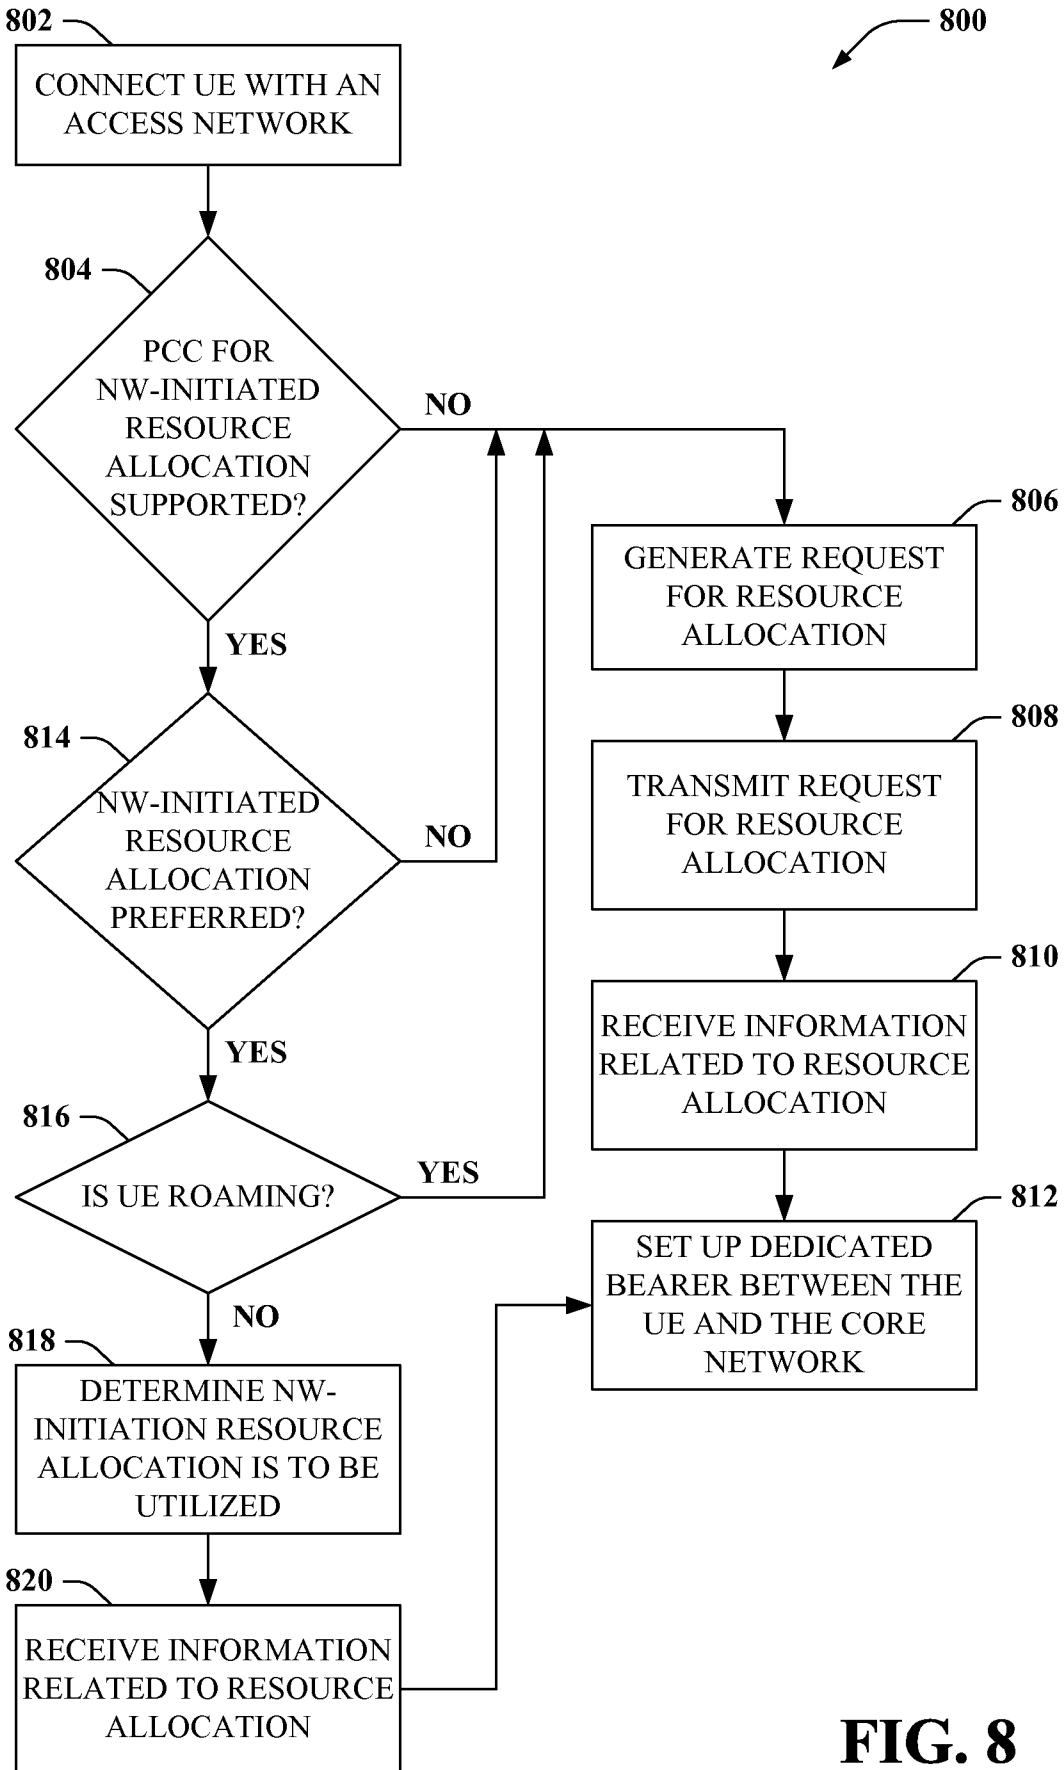 802
800
CONNECT UE WITH AN
ACCESS NETWORK
804
PCC FOR
NW-INITIATED
RESOURCE
ALLOCATION
SUPPORTED?
NO
YES
806
GENERATE REQUEST
FOR RESOURCE
ALLOCATION
808
TRANSMIT REQUEST
FOR RESOURCE
ALLOCATION
810
RECEIVE INFORMATION
RELATED TO RESOURCE
ALLOCATION
812
SET UP DEDICATED
BEARER BETWEEN THE
UE AND THE CORE
NETWORK
814
NW-INITIATED
RESOURCE
ALLOCATION
PREFERRED?
NO
YES
816
IS UE ROAMING?
YES
NO
818
DETERMINE NW-
INITIATION RESOURCE
ALLOCATION IS TO BE
UTILIZED
820
RECEIVE INFORMATION
RELATED TO RESOURCE
ALLOCATION
FIG. 8